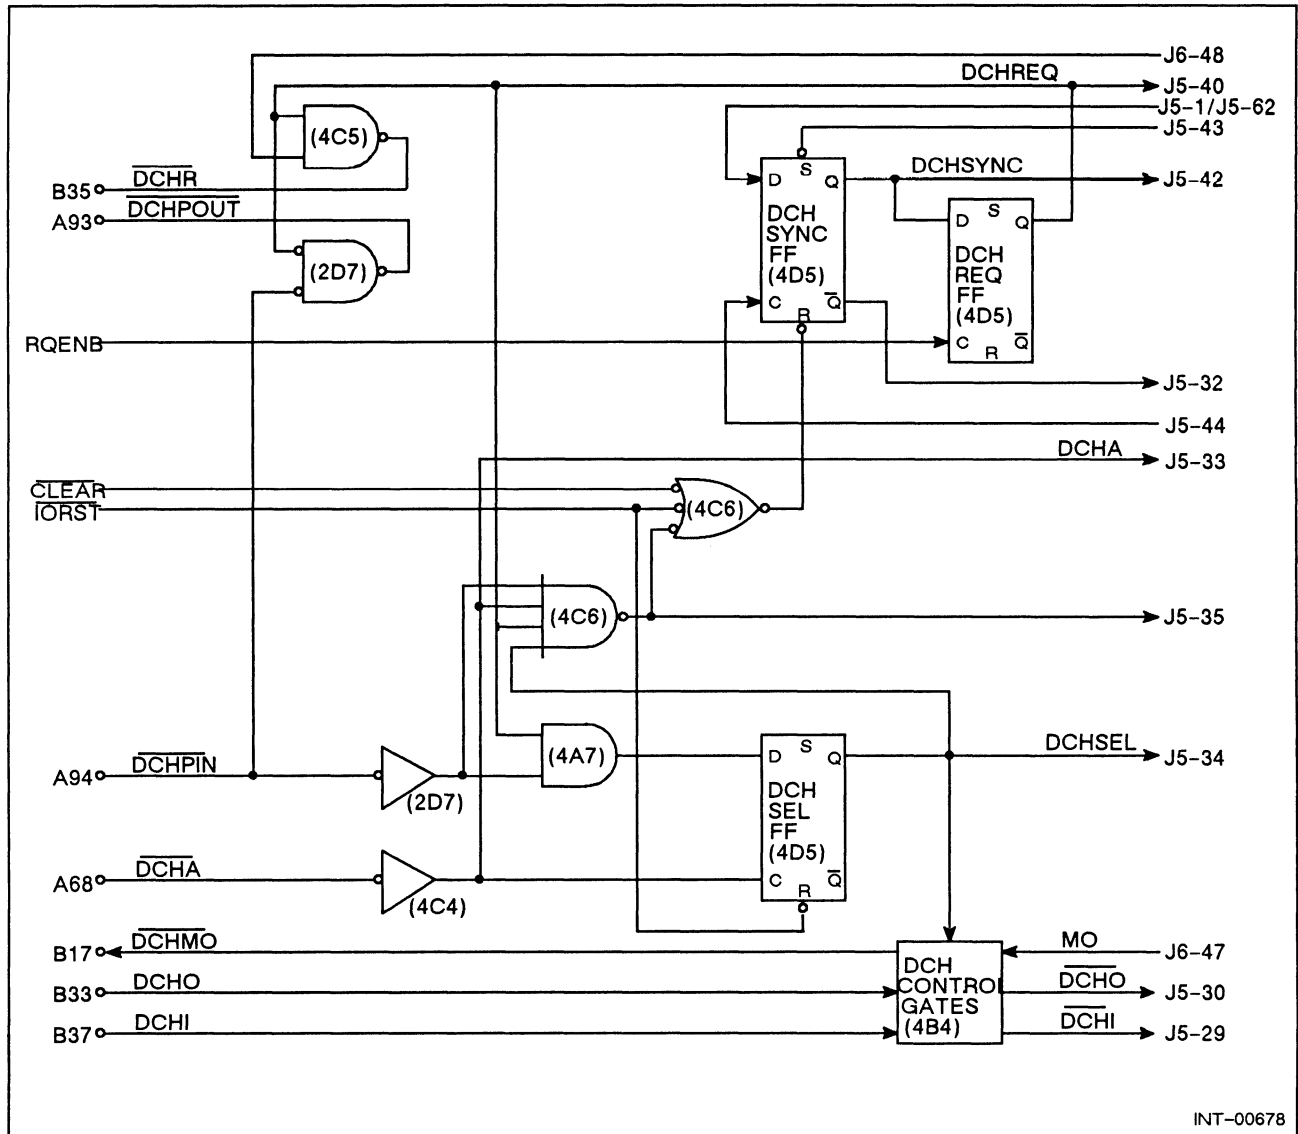 J6-48
DCHREQ
J5-40
J5-1/J5-62
(4C5)
J5-43
S
DCHR
B35
D Q
DCHSYNC
J5-42
DCHPOUT
A93
DCH
SYNC
FF
(4D5)
S
D Q
DCH
REQ
FF
(4D5)
(2D7)
C Q̅
R
RQENB
C Q̅
R
J5-32
J5-44
DCHA
J5-33
CLEAR
IORST
(4C6)
(4C6)
J5-35
(4A7)
S
D Q
DCHSEL
J5-34
DCHPIN
A94
(2D7)
DCH
SEL
FF
(4D5)
DCHA
A68
(4C4)
C Q̅
R
DCHMO
B17
MO
J6-47
DCH
CONTROL
GATES
(4B4)
DCHO
B33
DCHO
J5-30
DCHI
B37
DCHI
J5-29
INT-00678